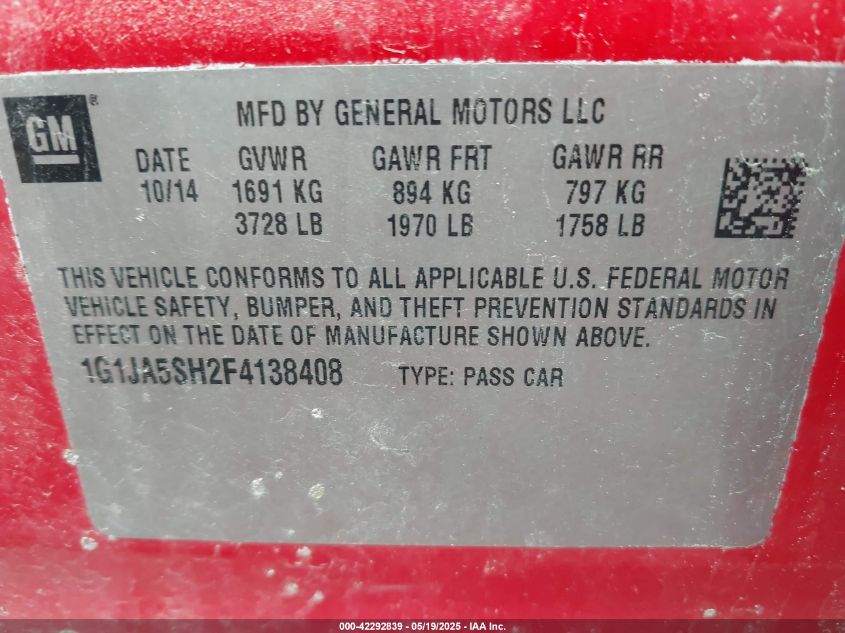 GM ®
MFD BY GENERAL MOTORS LLC
DATE GVWR GAWR FRT GAWR RR
10/14 1691 KG 894 KG 797 KG
3728 LB 1970 LB 1758 LB
THIS VEHICLE CONFORMS TO ALL APPLICABLE U.S. FEDERAL MOTOR
VEHICLE SAFETY, BUMPER, AND THEFT PREVENTION STANDARDS IN
EFFECT ON THE DATE OF MANUFACTURE SHOWN ABOVE.
1G1JA5SH2F4138408 TYPE: PASS CAR
000-42292839 - 05/19/2025 - IAA Inc.